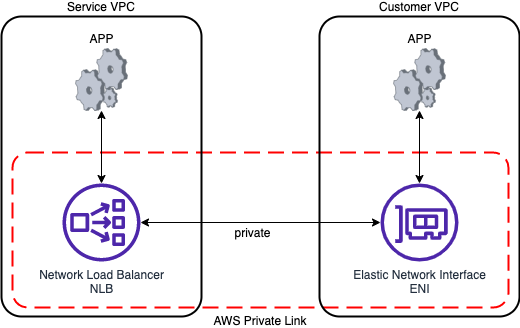 Service VPC
Customer VPC
APP
APP
private
Network Load Balancer
NLB
Elastic Network Interface
ENI
AWS Private Link